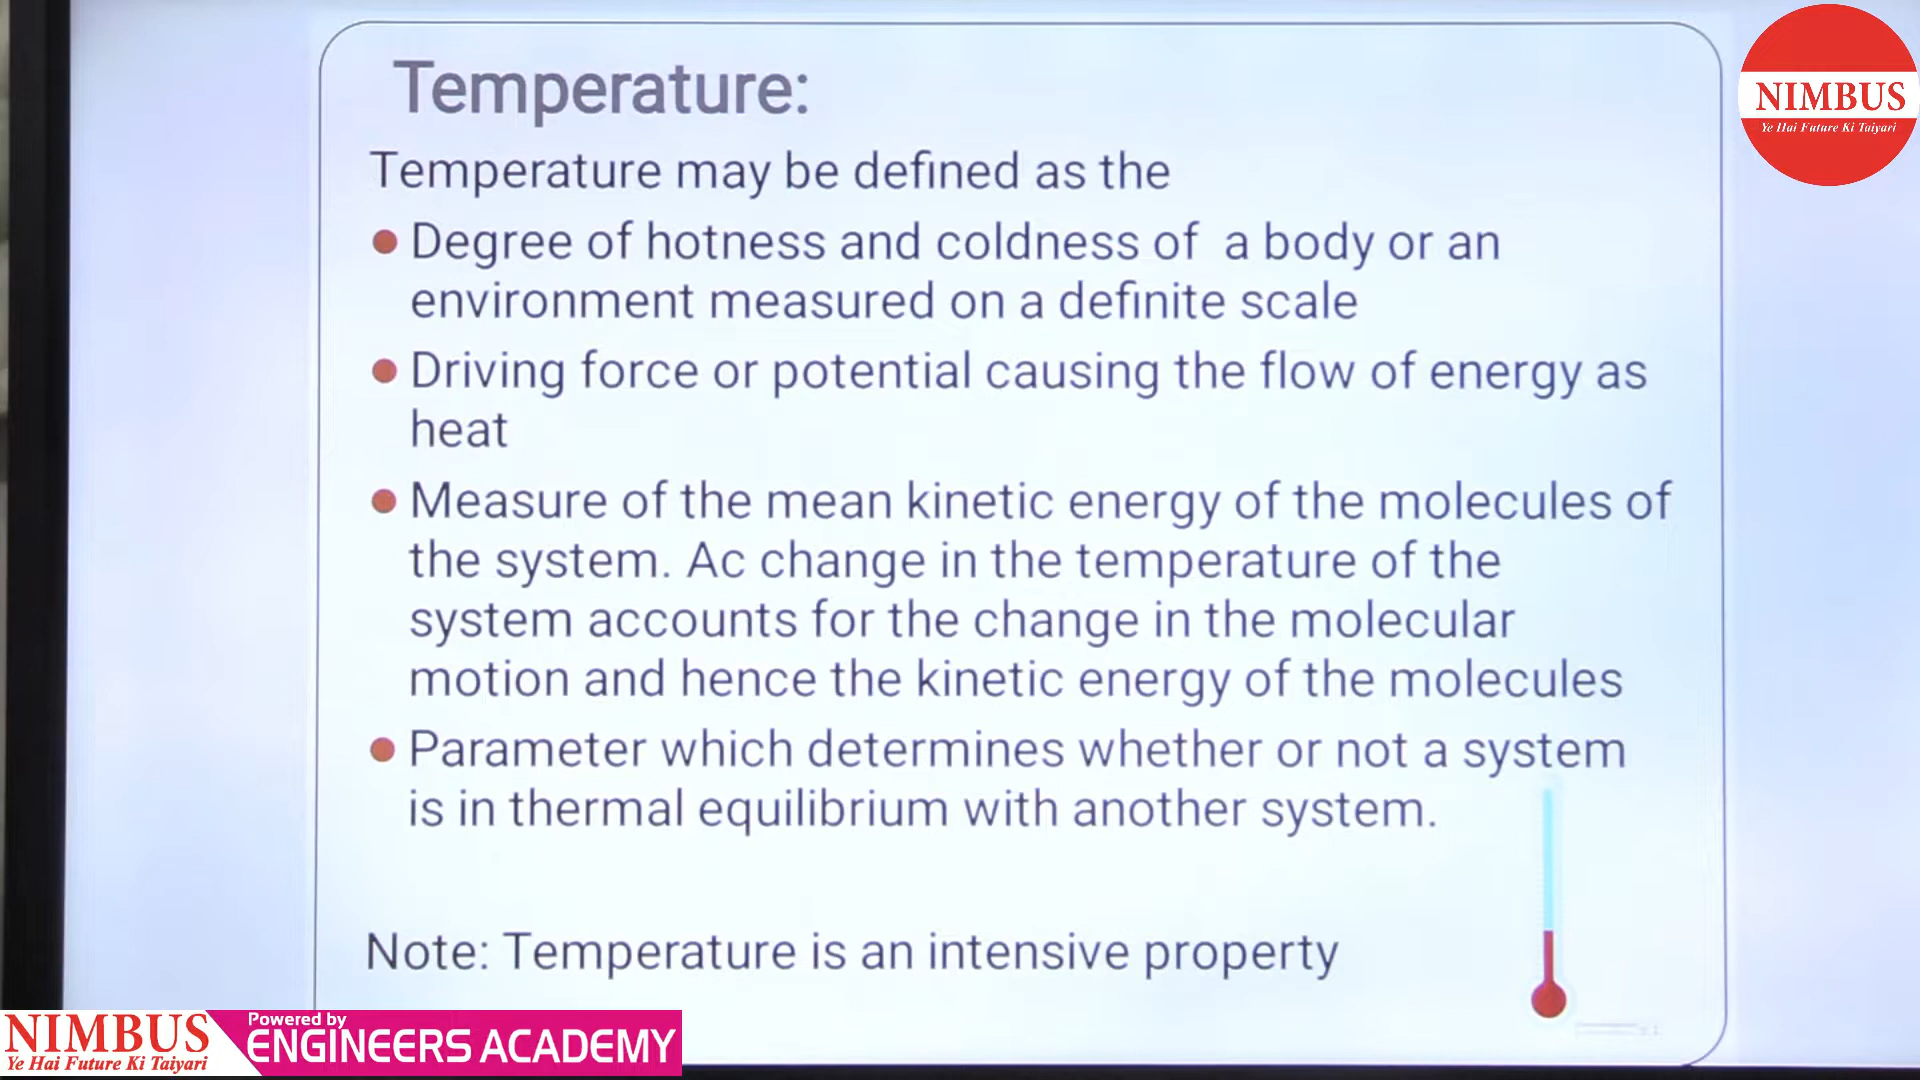 Temperature:
NIMBUS
Ye Hai Future Ki Taiyari
Temperature may be defined as the
Degree of hotness and coldness of a body or an
environment measured on a definite scale
Driving force or potential causing the flow of energy as
heat
Measure of the mean kinetic energy of the molecules of
the system. Ac change in the temperature of the
system accounts for the change in the molecular
motion and hence the kinetic energy of the molecules
Parameter which determines whether or not a system
is in thermal equilibrium with another system.
Note: Temperature is an intensive property
NIMBUS
Ye Hai Future Ki Taiyari
Powered by
ENGINEERS ACADEMY